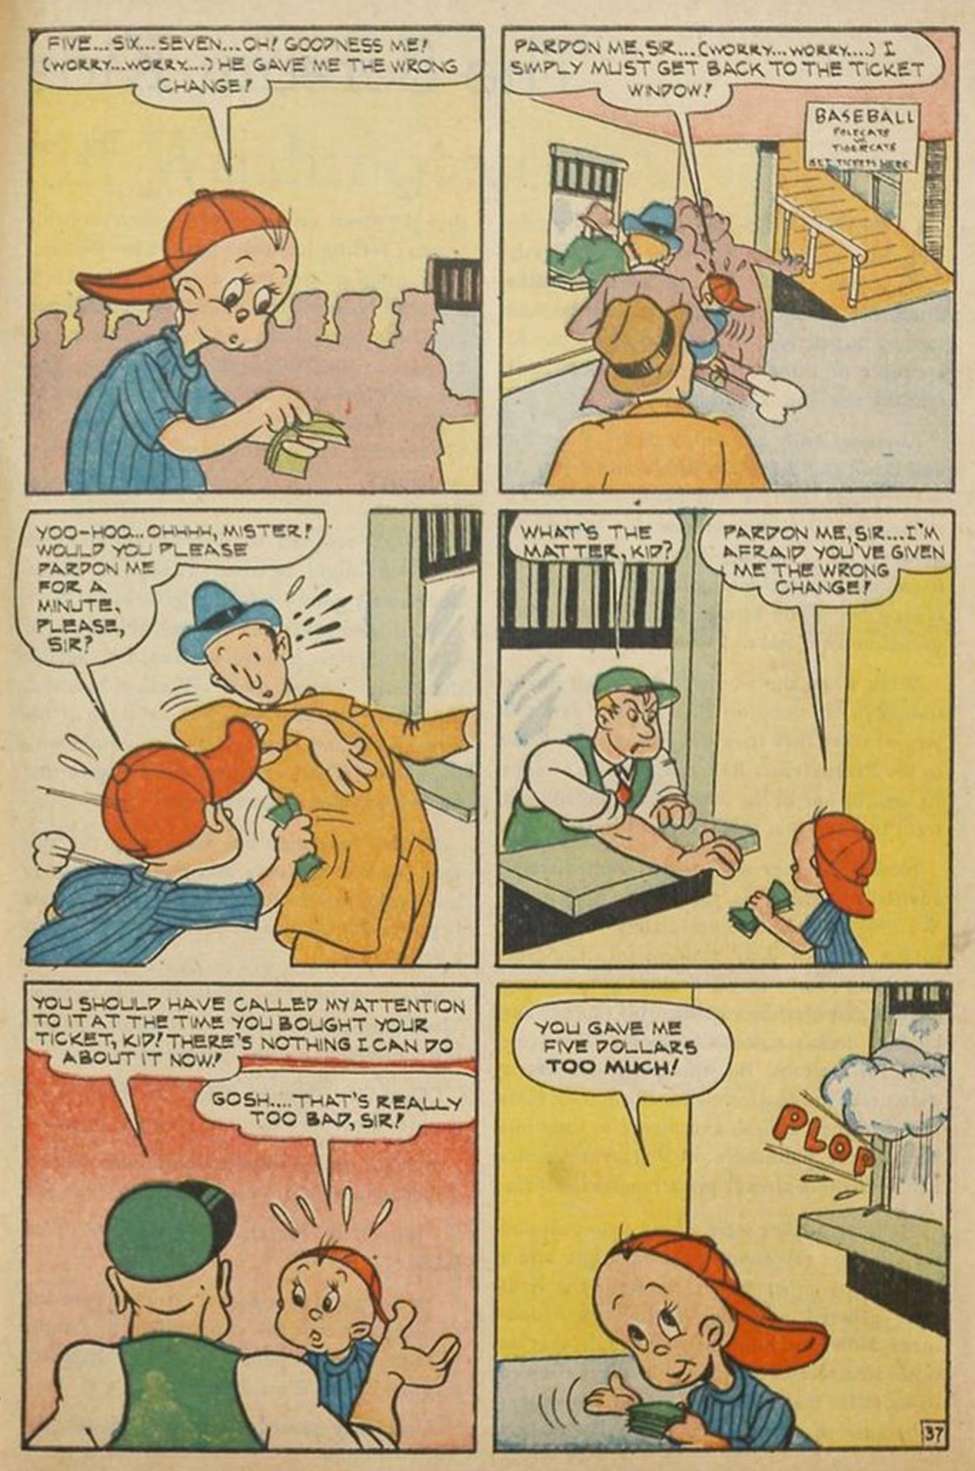 FIVE...SIX...SEVEN...OH! GOODNESS ME!
(WORRY...WORRY...) HE GAVE ME THE WRONG
CHANGE!
PARDON ME, SIR...(WORRY...WORRY....) I
SIMPLY MUST GET BACK TO THE TICKET
WINDOW!
BASEBALL
POLECATS
VS
TIGERCATS
GET TICKETS HERE
YOO-HOO...OHHHH, MISTER!
WOULD YOU PLEASE
PARDON ME
FOR A
MINUTE,
PLEASE,
SIR?
WHAT'S THE
MATTER, KID?
PARDON ME, SIR...I'M
AFRAID YOU'VE GIVEN
ME THE WRONG
CHANGE!
YOU SHOULD HAVE CALLED MY ATTENTION
TO IT AT THE TIME YOU BOUGHT YOUR
TICKET, KID! THERE'S NOTHING I CAN DO
ABOUT IT NOW!
GOSH....THAT'S REALLY
TOO BAD, SIR!
YOU GAVE ME
FIVE DOLLARS
TOO MUCH!
PLOP
37